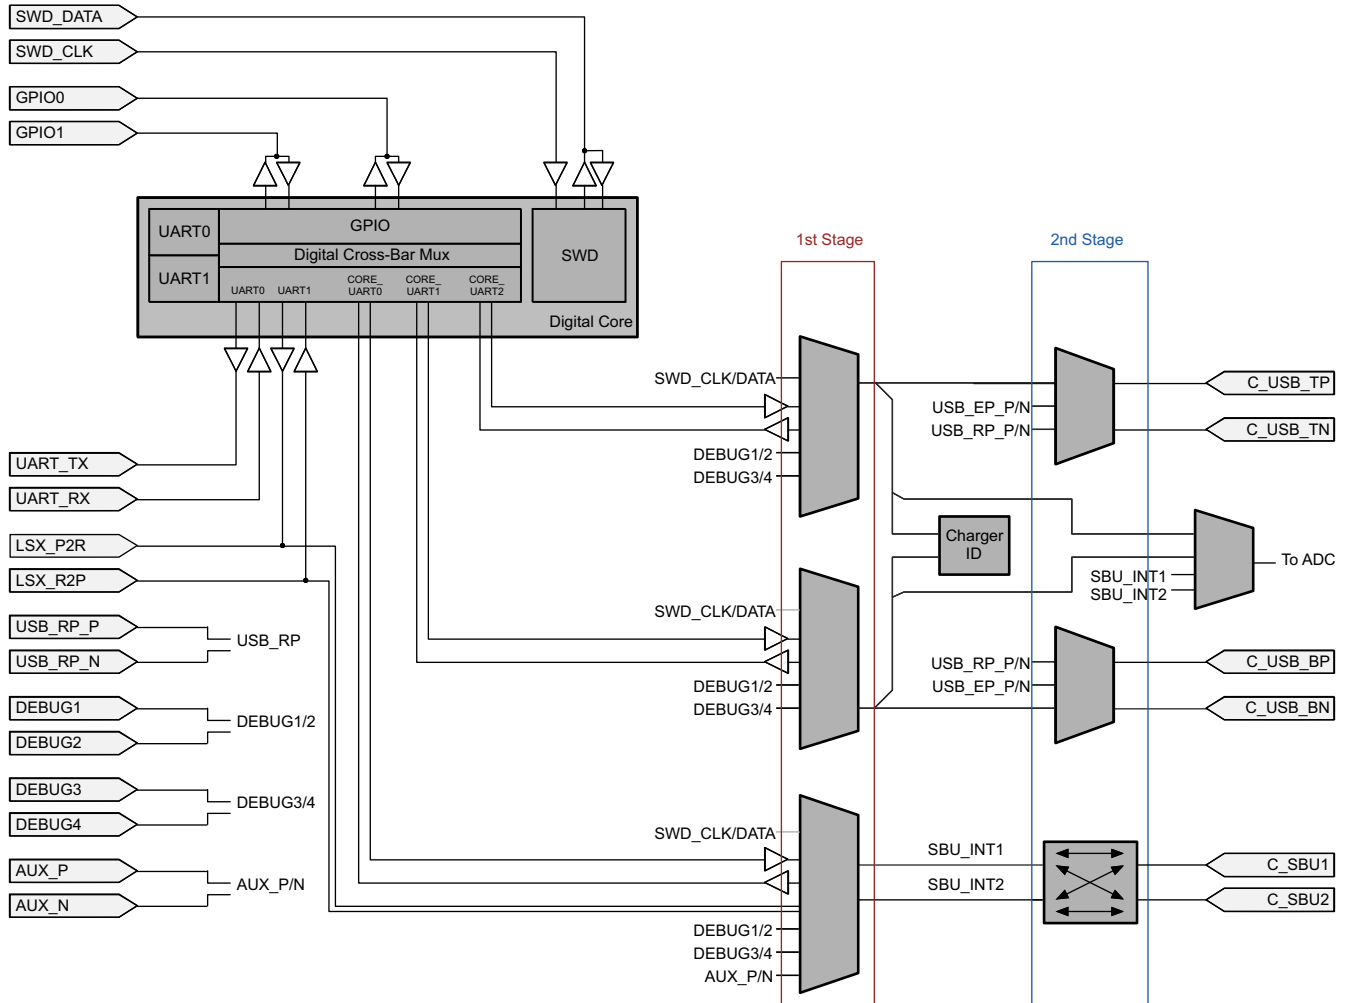 SWD_DATA
SWD_CLK
GPIO0
GPIO1
UART0
GPIO
Digital Cross-Bar Mux
SWD
UART1
UART0
UART1
CORE_
UART0
CORE_
UART1
CORE_
UART2
Digital Core
1st Stage
2nd Stage
SWD_CLK/DATA
DEBUG1/2
DEBUG3/4
USB_EP_P/N
USB_RP_P/N
C_USB_TP
C_USB_TN
UART_TX
UART_RX
LSX_P2R
LSX_R2P
Charger
ID
SBU_INT1
SBU_INT2
To ADC
USB_RP_P
USB_RP_N
USB_RP
SWD_CLK/DATA
DEBUG1/2
DEBUG3/4
USB_RP_P/N
USB_EP_P/N
C_USB_BP
C_USB_BN
DEBUG1
DEBUG2
DEBUG1/2
DEBUG3
DEBUG4
DEBUG3/4
AUX_P
AUX_N
AUX_P/N
SWD_CLK/DATA
DEBUG1/2
DEBUG3/4
AUX_P/N
SBU_INT1
SBU_INT2
C_SBU1
C_SBU2